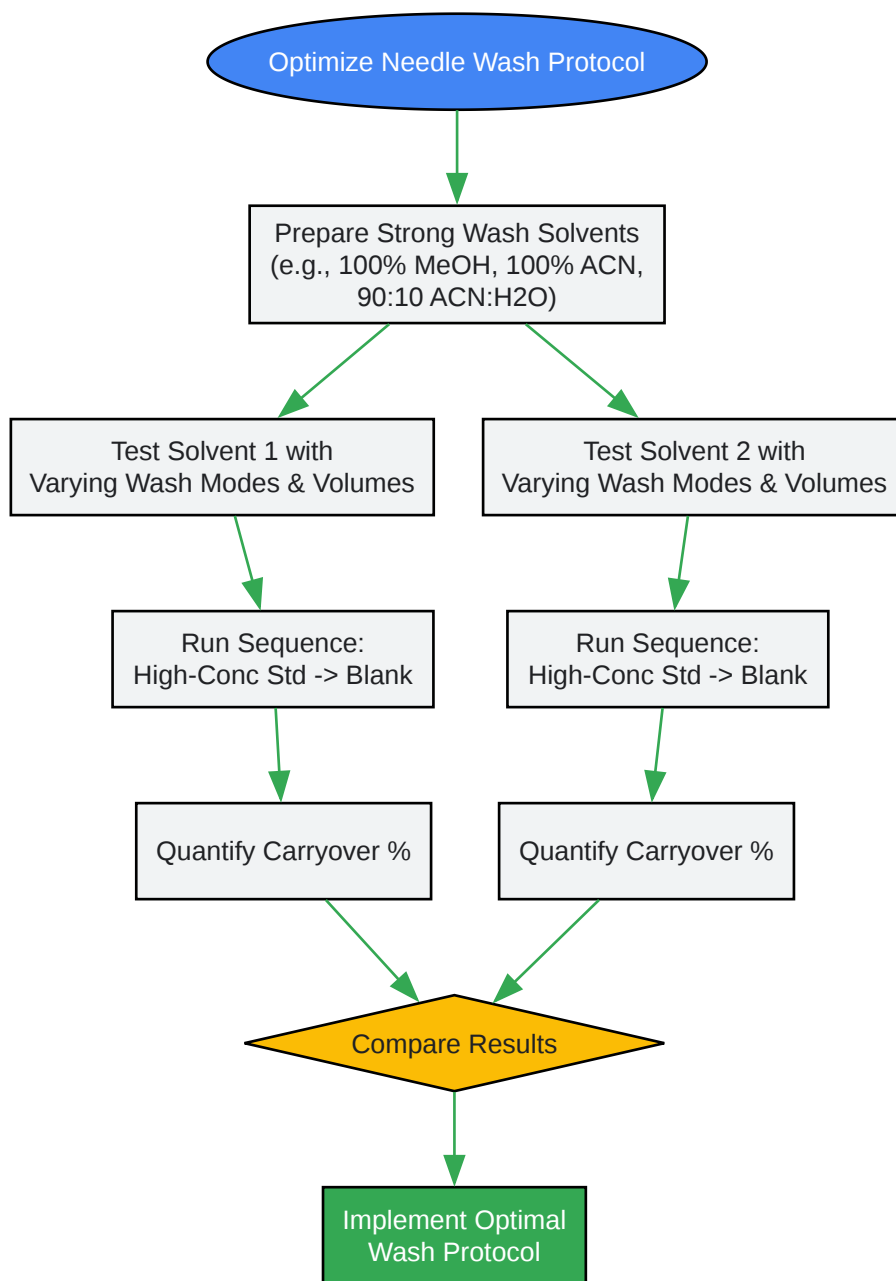 Optimize Needle Wash Protocol
Prepare Strong Wash Solvents
(e.g., 100% MeOH, 100% ACN,
90:10 ACN:H2O)
Test Solvent 1 with
Varying Wash Modes & Volumes
Test Solvent 2 with
Varying Wash Modes & Volumes
Run Sequence:
High-Conc Std -> Blank
Run Sequence:
High-Conc Std -> Blank
Quantify Carryover %
Quantify Carryover %
Compare Results
Implement Optimal
Wash Protocol